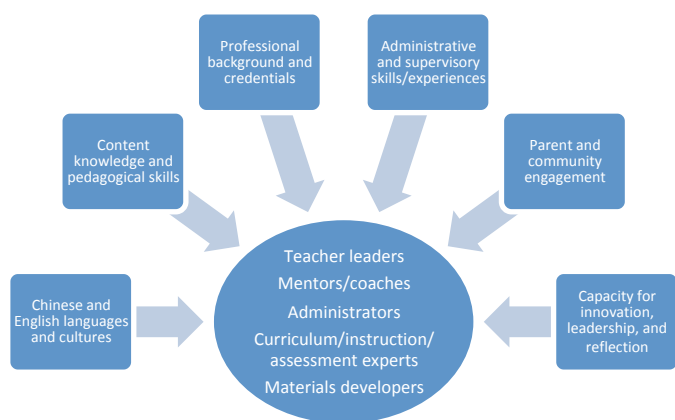 Professional
background and
credentials
Administrative
and supervisory
skills/experiences
Content
knowledge and
pedagogical skills
Parent and
community
engagement
Chinese and
English languages
and cultures
Teacher leaders
Mentors/coaches
Administrators
Curriculum/instruction/
assessment experts
Materials developers
Capacity for
innovation,
leadership, and
reflection